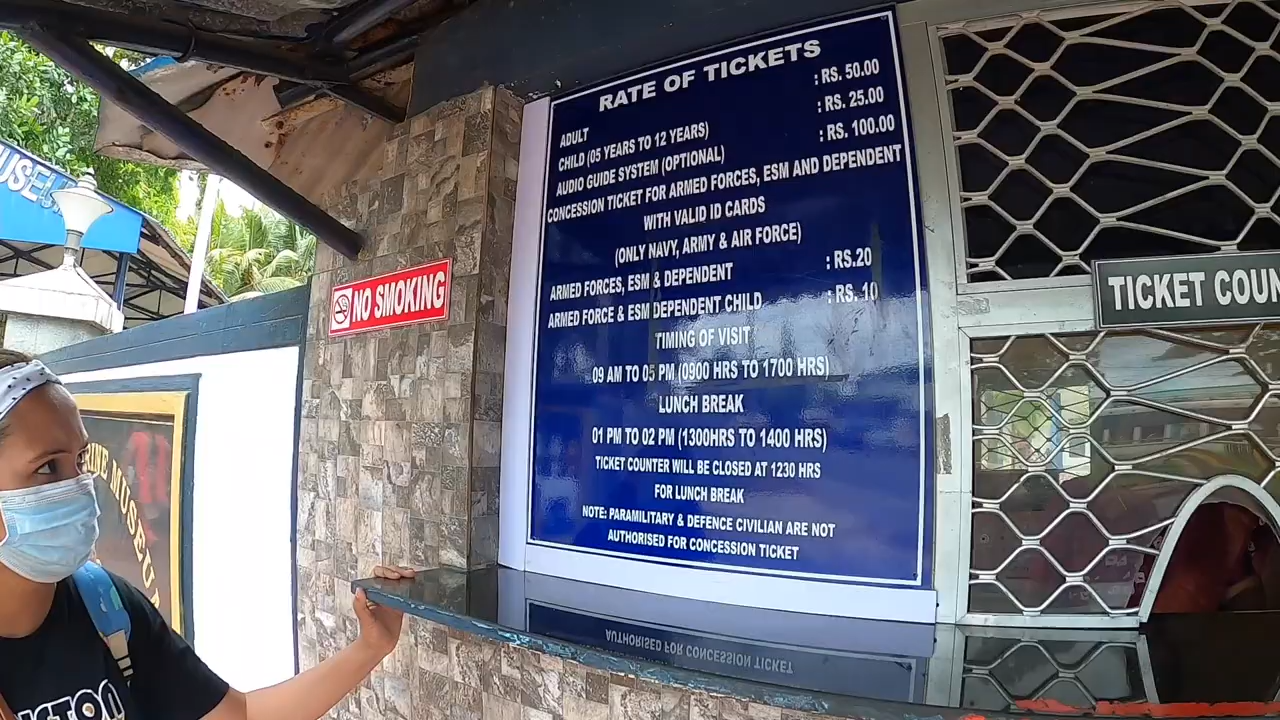 RATE OF TICKETS
ADULT : RS. 50.00
CHILD (05 YEARS TO 12 YEARS) : RS. 25.00
AUDIO GUIDE SYSTEM (OPTIONAL) : RS. 100.00
CONCESSION TICKET FOR ARMED FORCES, ESM AND DEPENDENT
WITH VALID ID CARDS
(ONLY NAVY, ARMY & AIR FORCE)
ARMED FORCES, ESM & DEPENDENT : RS.20
ARMED FORCE & ESM DEPENDENT CHILD : RS. 10
TIMING OF VISIT
09 AM TO 05 PM (0900 HRS TO 1700 HRS)
LUNCH BREAK
01 PM TO 02 PM (1300HRS TO 1400 HRS)
TICKET COUNTER WILL BE CLOSED AT 1230 HRS
FOR LUNCH BREAK
NOTE: PARAMILITARY & DEFENCE CIVILIAN ARE NOT
AUTHORISED FOR CONCESSION TICKET
NO SMOKING
TICKET COUN
RINE MUSEU